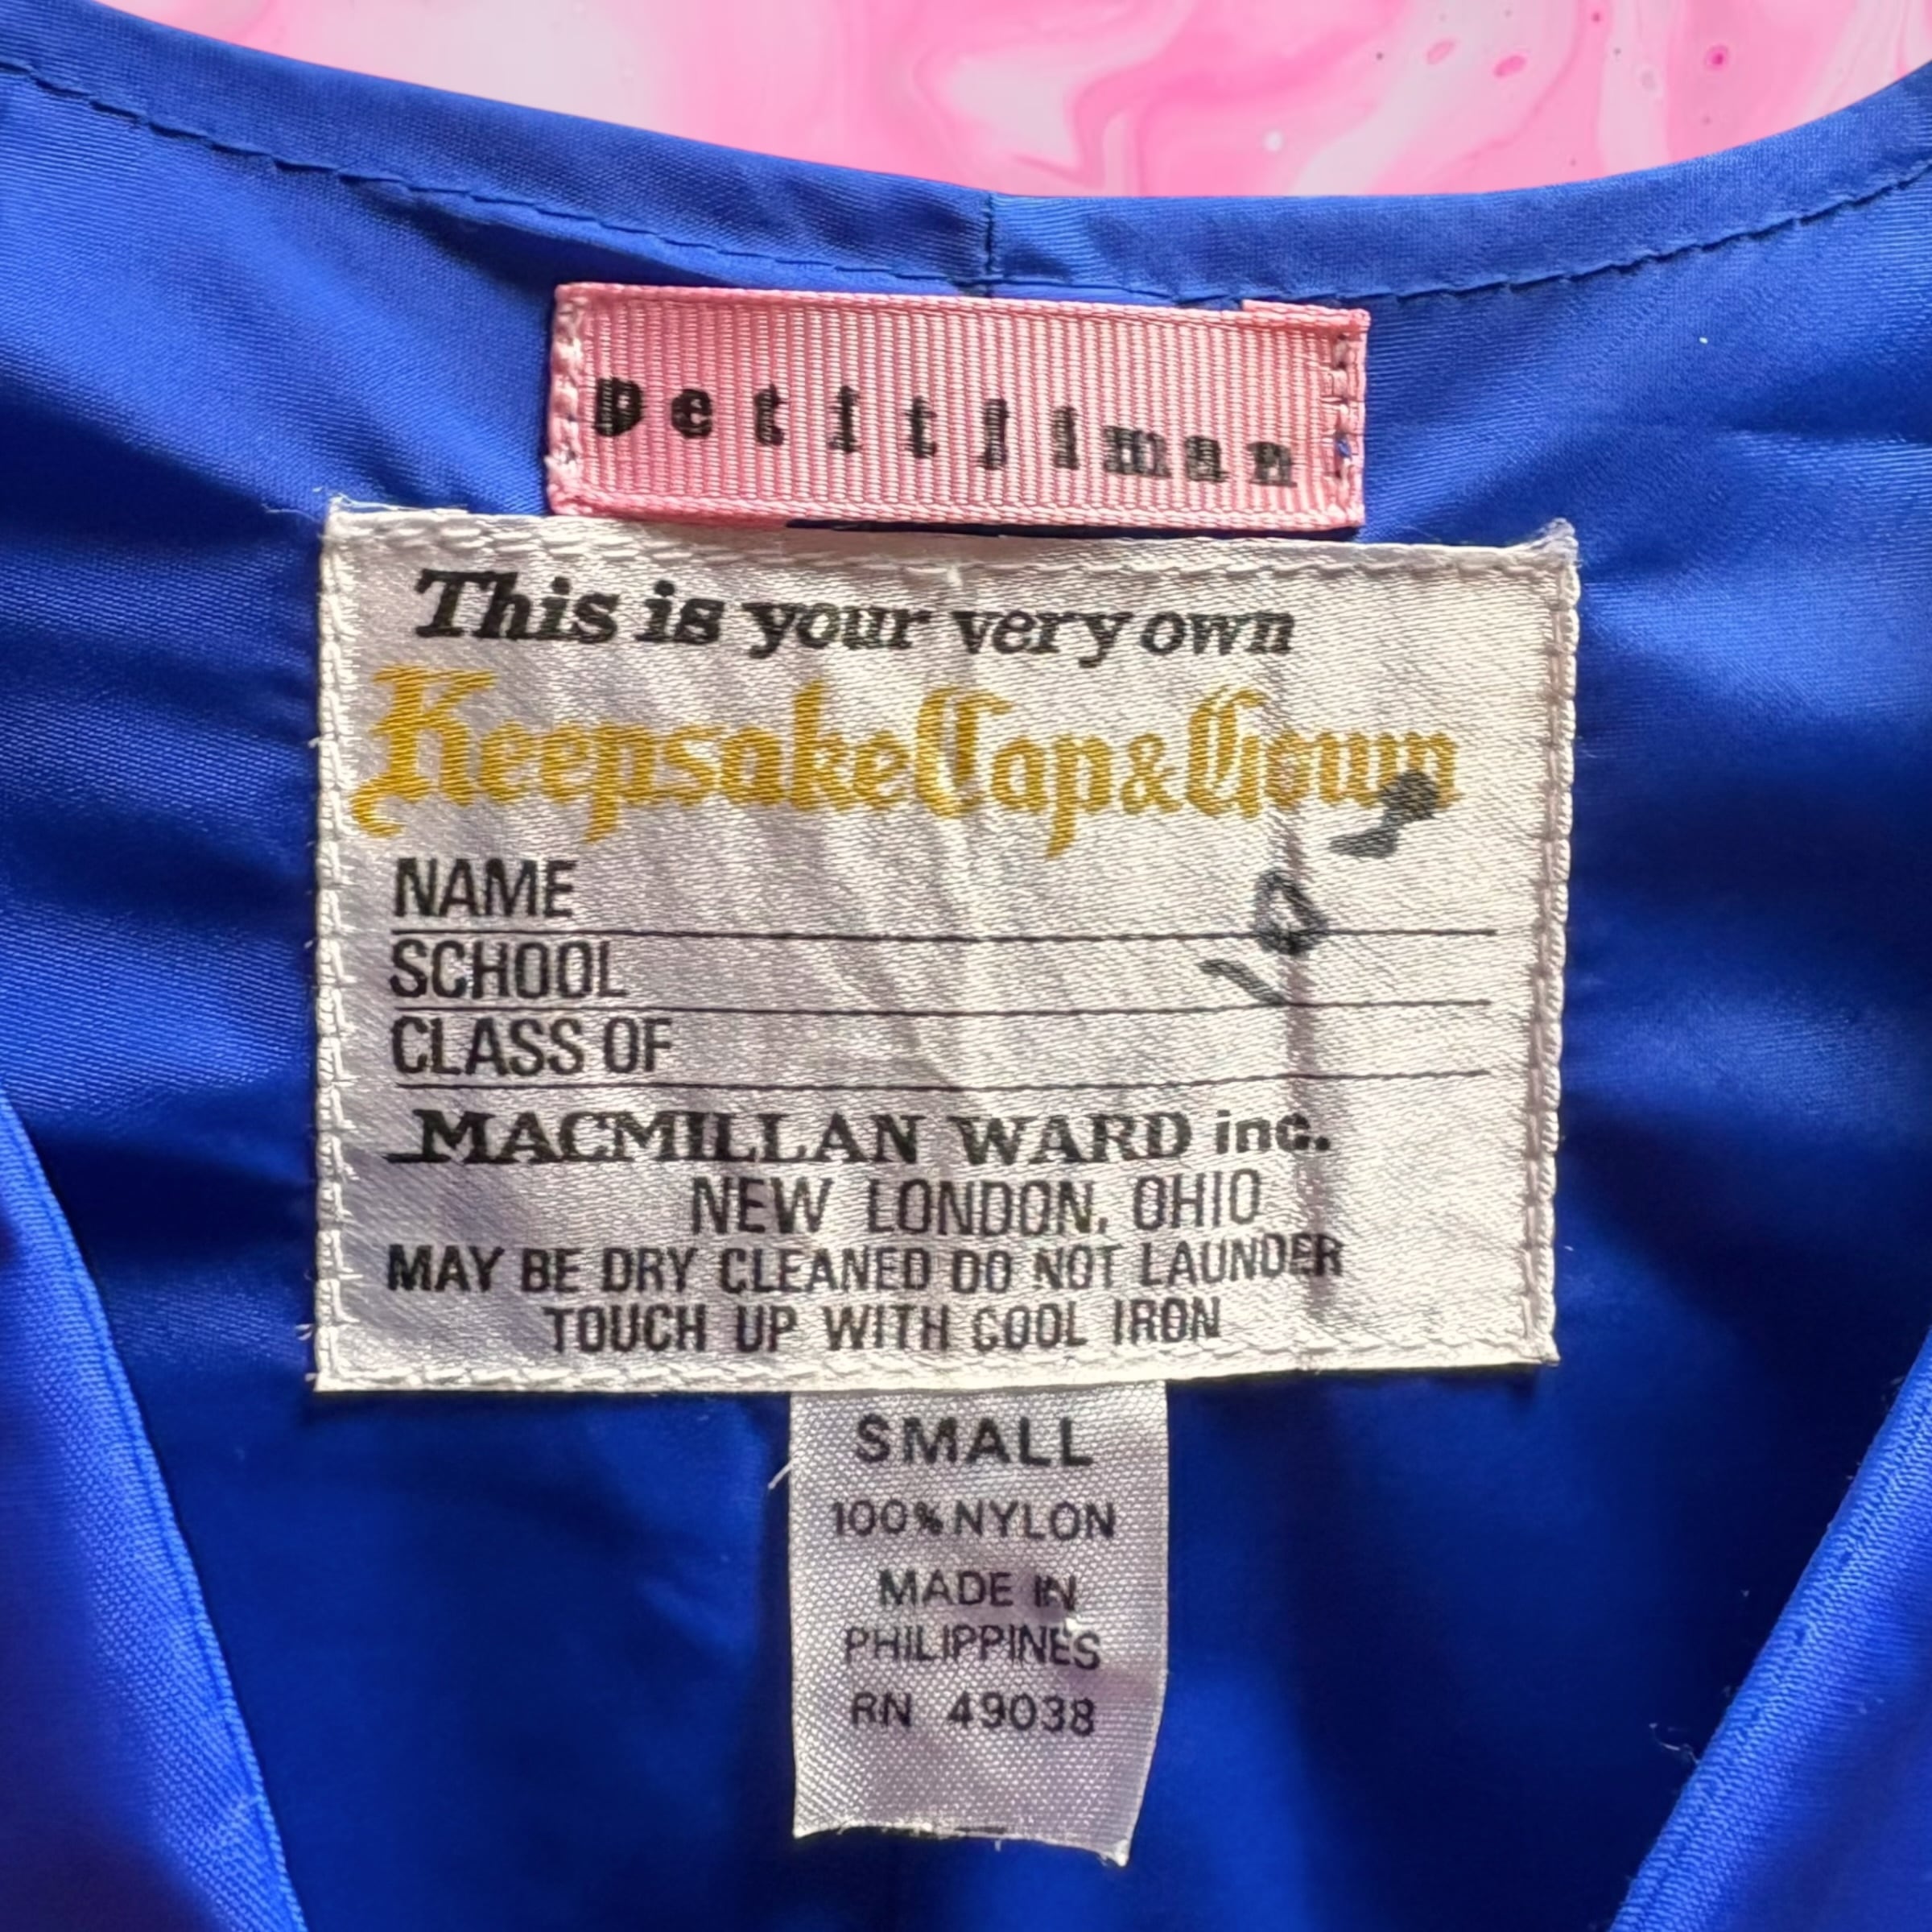 petitjiman
This is your very own
Keepsake Cap & Gown
NAME
SCHOOL
CLASS OF
MACMILLAN WARD inc.
NEW LONDON, OHIO
MAY BE DRY CLEANED DO NOT LAUNDER
TOUCH UP WITH COOL IRON
SMALL
100% NYLON
MADE IN
PHILIPPINES
RN 49038